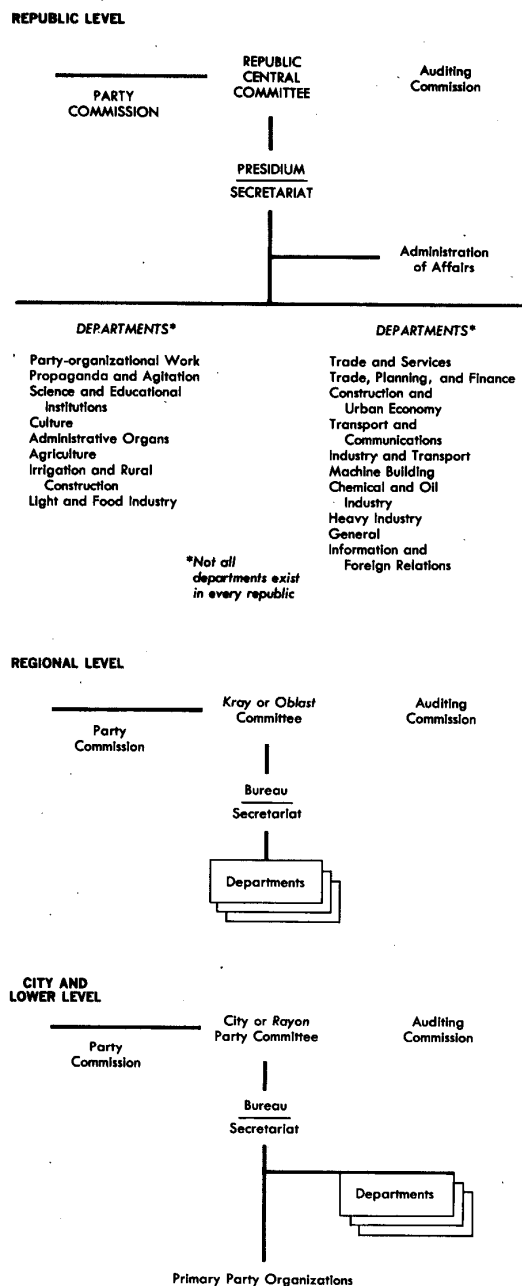 REPUBLIC LEVEL
REPUBLIC
CENTRAL
COMMITTEE
PARTY
COMMISSION
Auditing
Commission
PRESIDIUM
SECRETARIAT
Administration
of Affairs
DEPARTMENTS*
Party-organizational Work
Propaganda and Agitation
Science and Educational
Institutions
Culture
Administrative Organs
Agriculture
Irrigation and Rural
Construction
Light and Food Industry
DEPARTMENTS*
Trade and Services
Trade, Planning, and Finance
Construction and
Urban Economy
Transport and
Communications
Industry and Transport
Machine Building
Chemical and Oil
Industry
Heavy Industry
General
Information and
Foreign Relations
*Not all
departments exist
in every republic
REGIONAL LEVEL
Kray or Oblast
Committee
Party
Commission
Auditing
Commission
Bureau
Secretariat
Departments
CITY AND
LOWER LEVEL
City or Rayon
Party Committee
Party
Commission
Auditing
Commission
Bureau
Secretariat
Departments
Primary Party Organizations